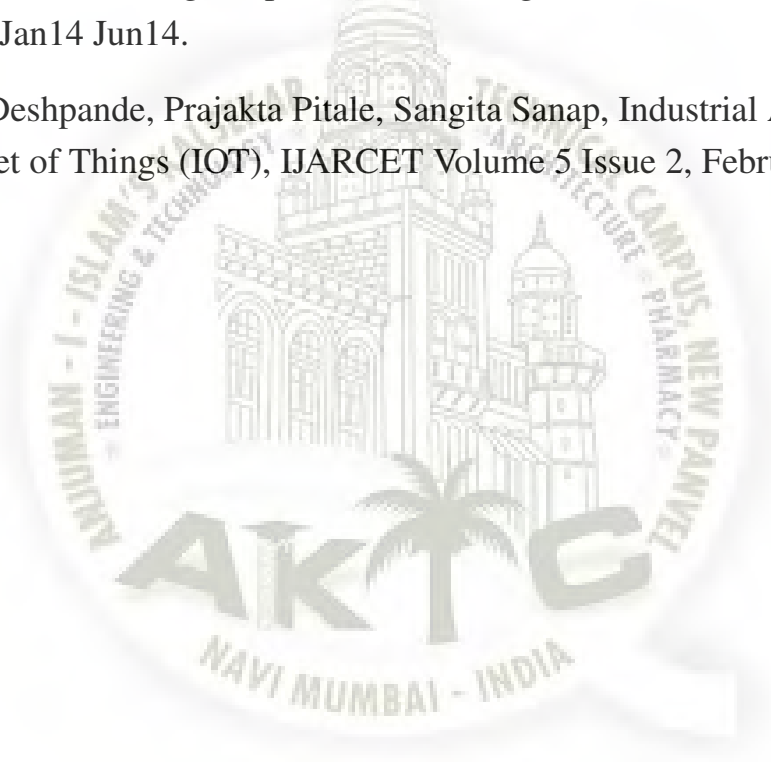 Jan14 Jun14.
Deshpande, Prajakta Pitale, Sangita Sanap, Industrial
et of Things (IOT), IJARCET Volume 5 Issue 2, Febr
ANJUMAN - I - ISLAM'S KALSEKAR TECHNICAL CAMPUS, NEW PANVEL
ENGINEERING & TECHNOLOGY ARCHITECTURE PHARMACY
AKTC
NAVI MUMBAI - INDIA